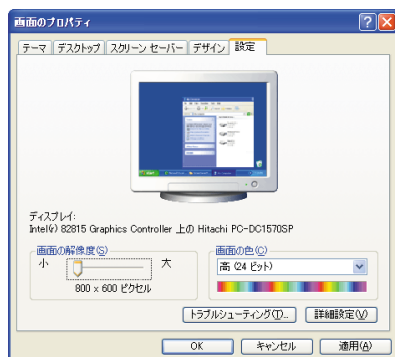 画面のプロパティ
テーマ デスクトップ スクリーン セーバー デザイン 設定
ディスプレイ:
Intel(r) 82815 Graphics Controller 上の Hitachi PC-DC1570SP
画面の解像度(S) 画面の色(C)
小 大 高 (24 ビット)
800 x 600 ピクセル
トラブルシューティング(T)... 詳細設定(V)
OK キャンセル 適用(A)